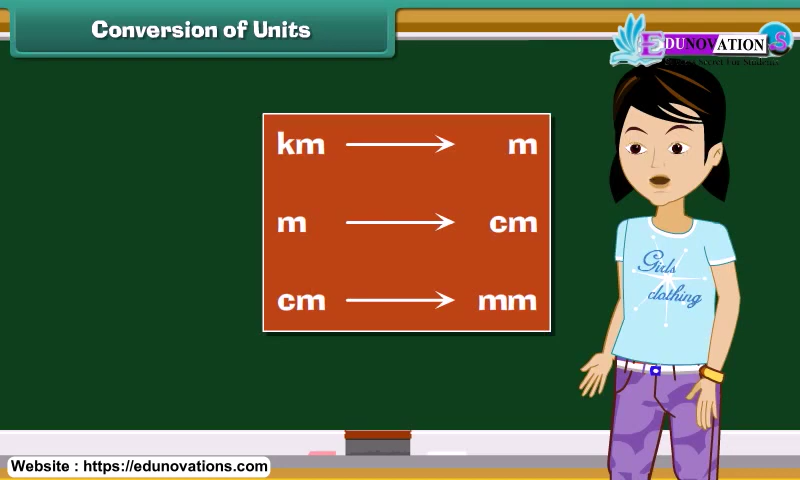 Conversion of Units
EDUNOVATIONS
km → m
m → cm
cm → mm
Girls
clothing
Website : https://edunovations.com